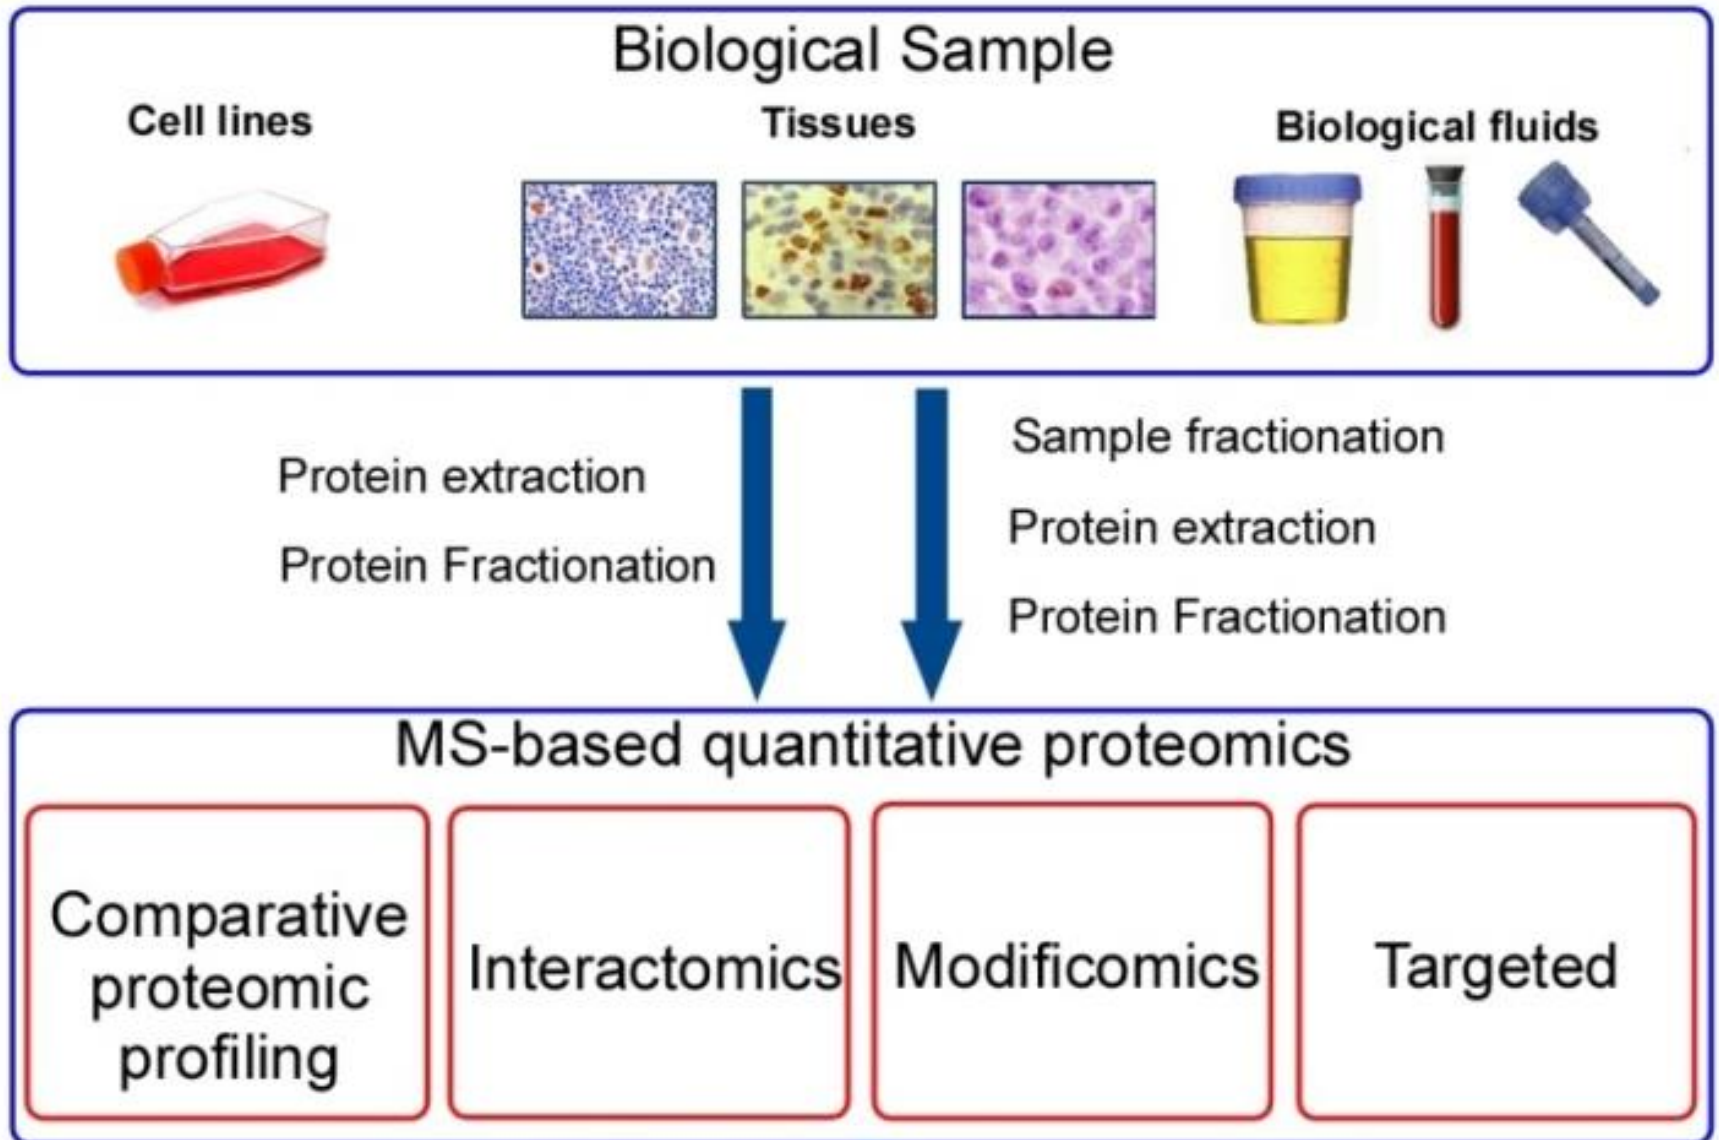 Biological Sample
Cell lines
Tissues
Biological fluids
Protein extraction
Protein Fractionation
Sample fractionation
Protein extraction
Protein Fractionation
MS-based quantitative proteomics
Comparative
proteomic
profiling
Interactomics
Modificomics
Targeted